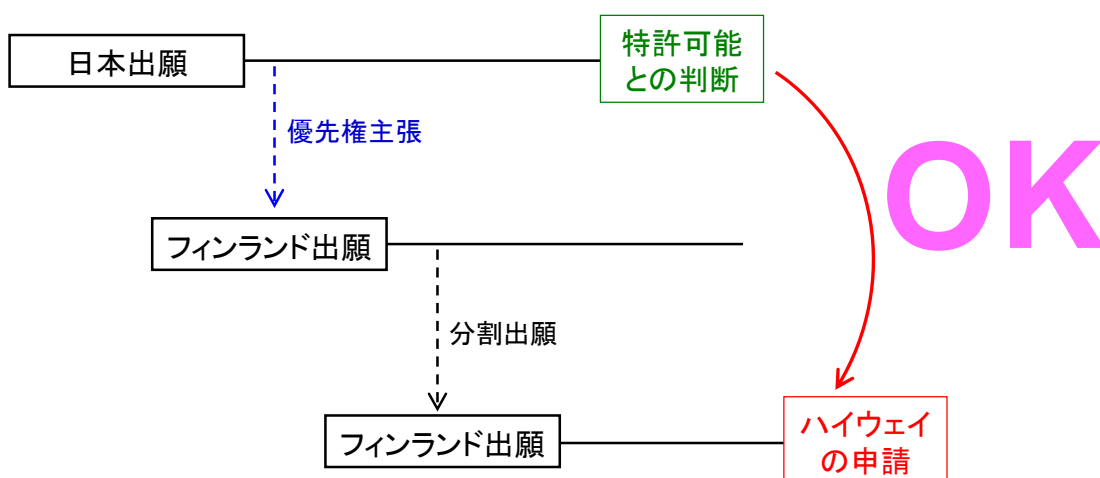 日本出願
特許可能
との判断
優先権主張
OK
フィンランド出願
分割出願
フィンランド出願
ハイウェイ
の申請